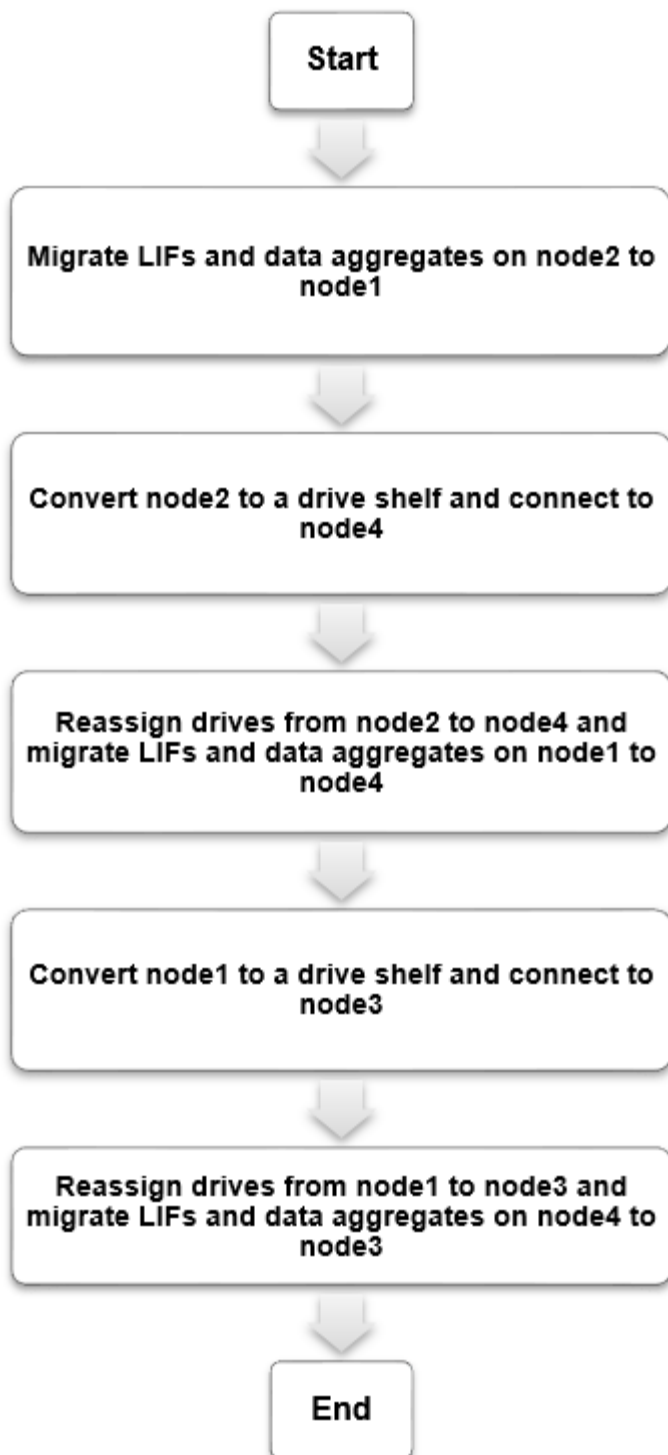 Start
Migrate LIFs and data aggregates on node2 to
node1
Convert node2 to a drive shelf and connect to
node4
Reassign drives from node2 to node4 and
migrate LIFs and data aggregates on node1 to
node4
Convert node1 to a drive shelf and connect to
node3
Reassign drives from node1 to node3 and
migrate LIFs and data aggregates on node4 to
node3
End